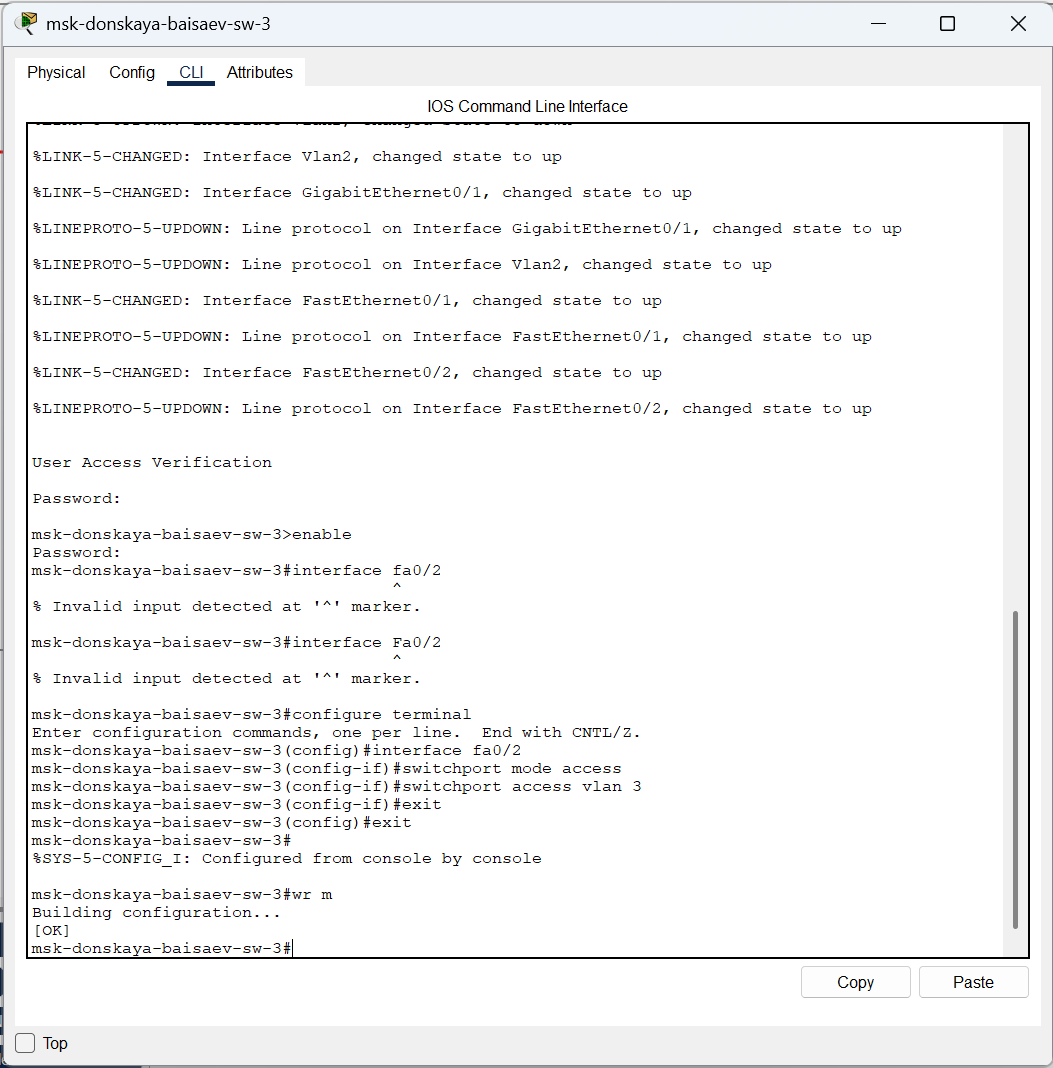 msk-donskaya-baisaev-sw-3
Physical Config CLI Attributes
IOS Command Line Interface
%LINK-5-CHANGED: Interface Vlan2, changed state to up
%LINK-5-CHANGED: Interface GigabitEthernet0/1, changed state to up
%LINEPROTO-5-UPDOWN: Line protocol on Interface GigabitEthernet0/1, changed state to up
%LINEPROTO-5-UPDOWN: Line protocol on Interface Vlan2, changed state to up
%LINK-5-CHANGED: Interface FastEthernet0/1, changed state to up
%LINEPROTO-5-UPDOWN: Line protocol on Interface FastEthernet0/1, changed state to up
%LINK-5-CHANGED: Interface FastEthernet0/2, changed state to up
%LINEPROTO-5-UPDOWN: Line protocol on Interface FastEthernet0/2, changed state to up
User Access Verification
Password:
msk-donskaya-baisaev-sw-3>enable
Password:
msk-donskaya-baisaev-sw-3#interface fa0/2
^
% Invalid input detected at '^' marker.
msk-donskaya-baisaev-sw-3#interface Fa0/2
^
% Invalid input detected at '^' marker.
msk-donskaya-baisaev-sw-3#configure terminal
Enter configuration commands, one per line. End with CNTL/Z.
msk-donskaya-baisaev-sw-3(config)#interface fa0/2
msk-donskaya-baisaev-sw-3(config-if)#switchport mode access
msk-donskaya-baisaev-sw-3(config-if)#switchport access vlan 3
msk-donskaya-baisaev-sw-3(config-if)#exit
msk-donskaya-baisaev-sw-3(config)#exit
msk-donskaya-baisaev-sw-3#
%SYS-5-CONFIG_I: Configured from console by console
msk-donskaya-baisaev-sw-3#wr m
Building configuration...
[OK]
msk-donskaya-baisaev-sw-3#
Copy Paste
Top